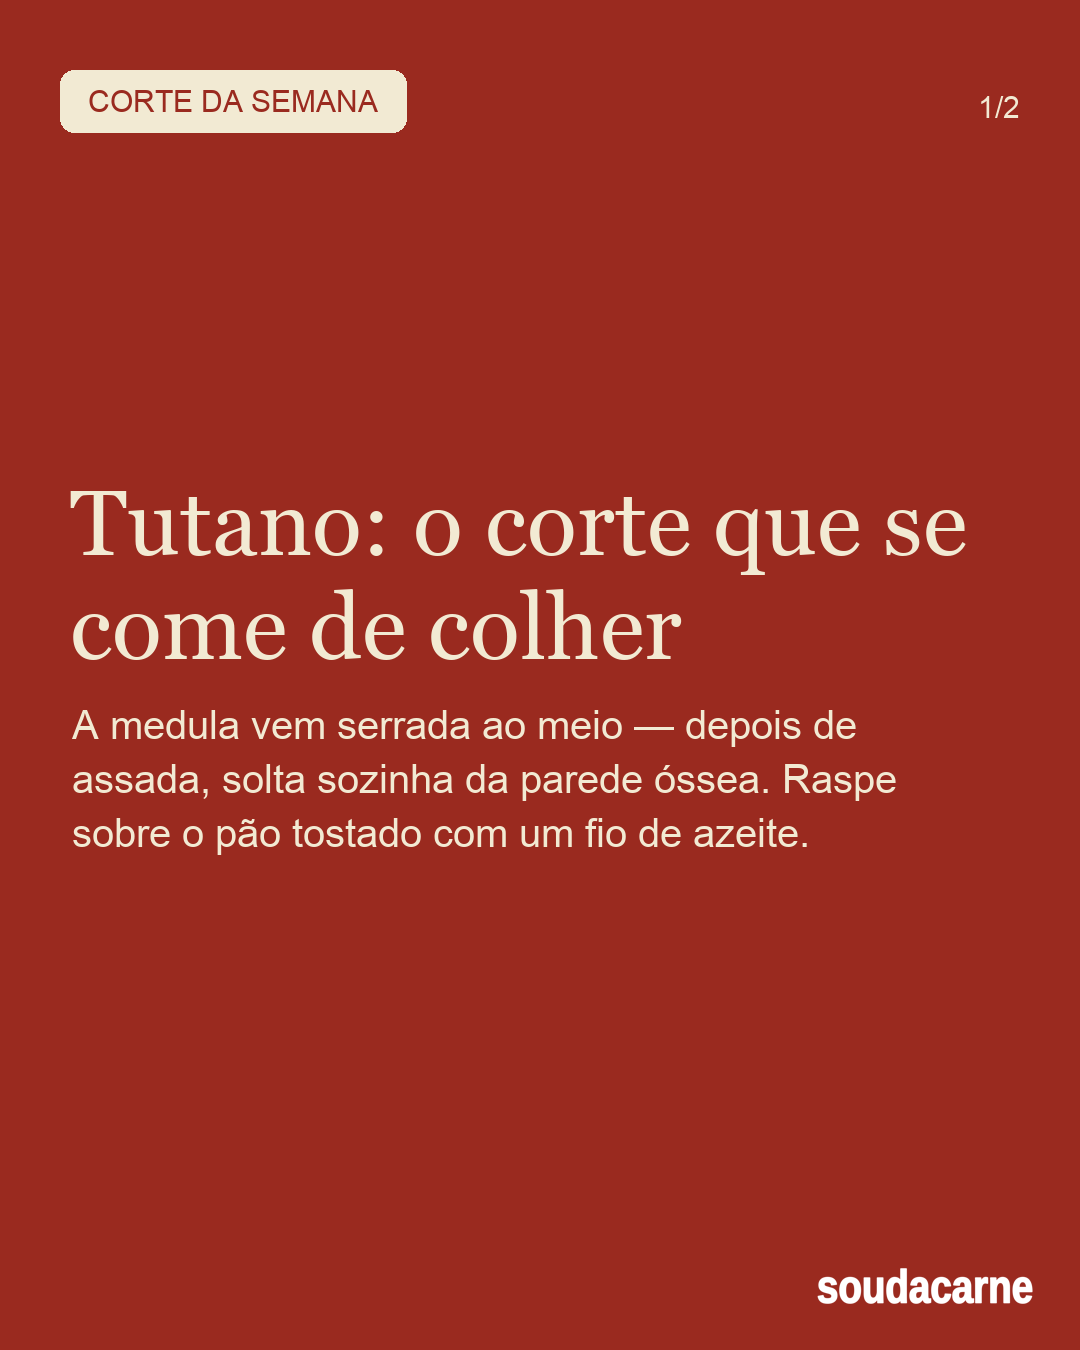 CORTE DA SEMANA
1/2
Tutano: o corte que se
come de colher
A medula vem serrada ao meio — depois de
assada, solta sozinha da parede óssea. Raspe
sobre o pão tostado com um fio de azeite.
soudacarne